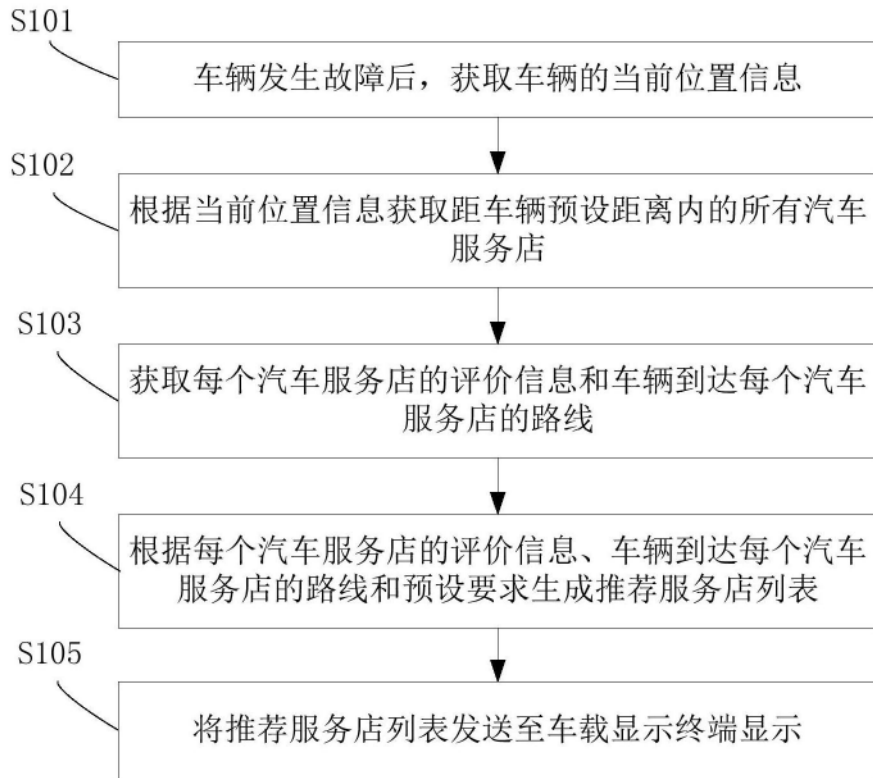 S101
车辆发生故障后，获取车辆的当前位置信息
S102
根据当前位置信息获取距车辆预设距离内的所有汽车
服务店
S103
获取每个汽车服务店的评价信息和车辆到达每个汽车
服务店的路线
S104
根据每个汽车服务店的评价信息、车辆到达每个汽车
服务店的路线和预设要求生成推荐服务店列表
S105
将推荐服务店列表发送至车载显示终端显示